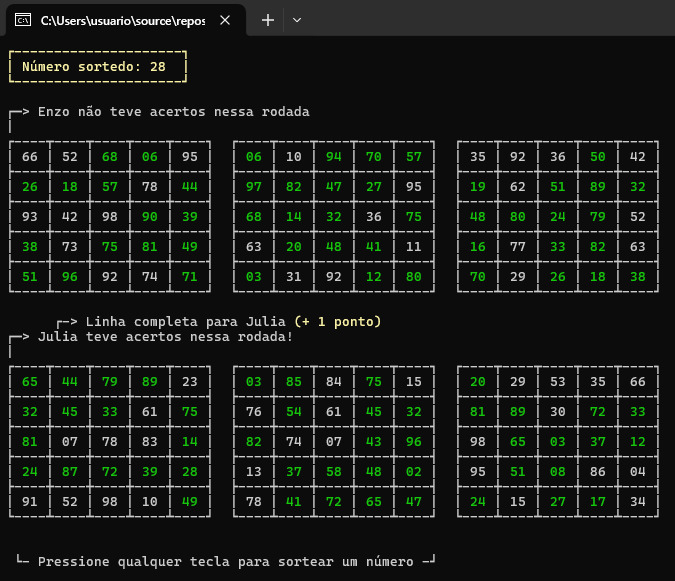 C:\Users\usuario\source\repos
Número sorteado: 28
Enzo não teve acertos nessa rodada
66 52 68 06 95 06 10 94 70 57 35 92 36 50 42
26 18 57 78 44 97 82 47 27 95 19 62 51 89 32
93 42 98 90 39 68 14 32 36 75 48 80 24 79 52
38 73 75 81 49 63 20 48 41 11 16 77 33 82 63
51 96 92 74 71 03 31 92 12 80 70 29 26 18 38
Linha completa para Julia (+ 1 ponto)
Julia teve acertos nessa rodada!
65 44 79 89 23 03 85 84 75 15 20 29 53 35 66
32 45 33 61 75 76 54 61 45 32 81 89 30 72 33
81 07 78 83 14 82 74 07 43 96 98 65 03 37 12
24 87 72 39 28 13 37 58 48 02 95 51 08 86 04
91 52 98 10 49 78 41 72 65 47 24 15 27 17 34
Pressione qualquer tecla para sortear um número